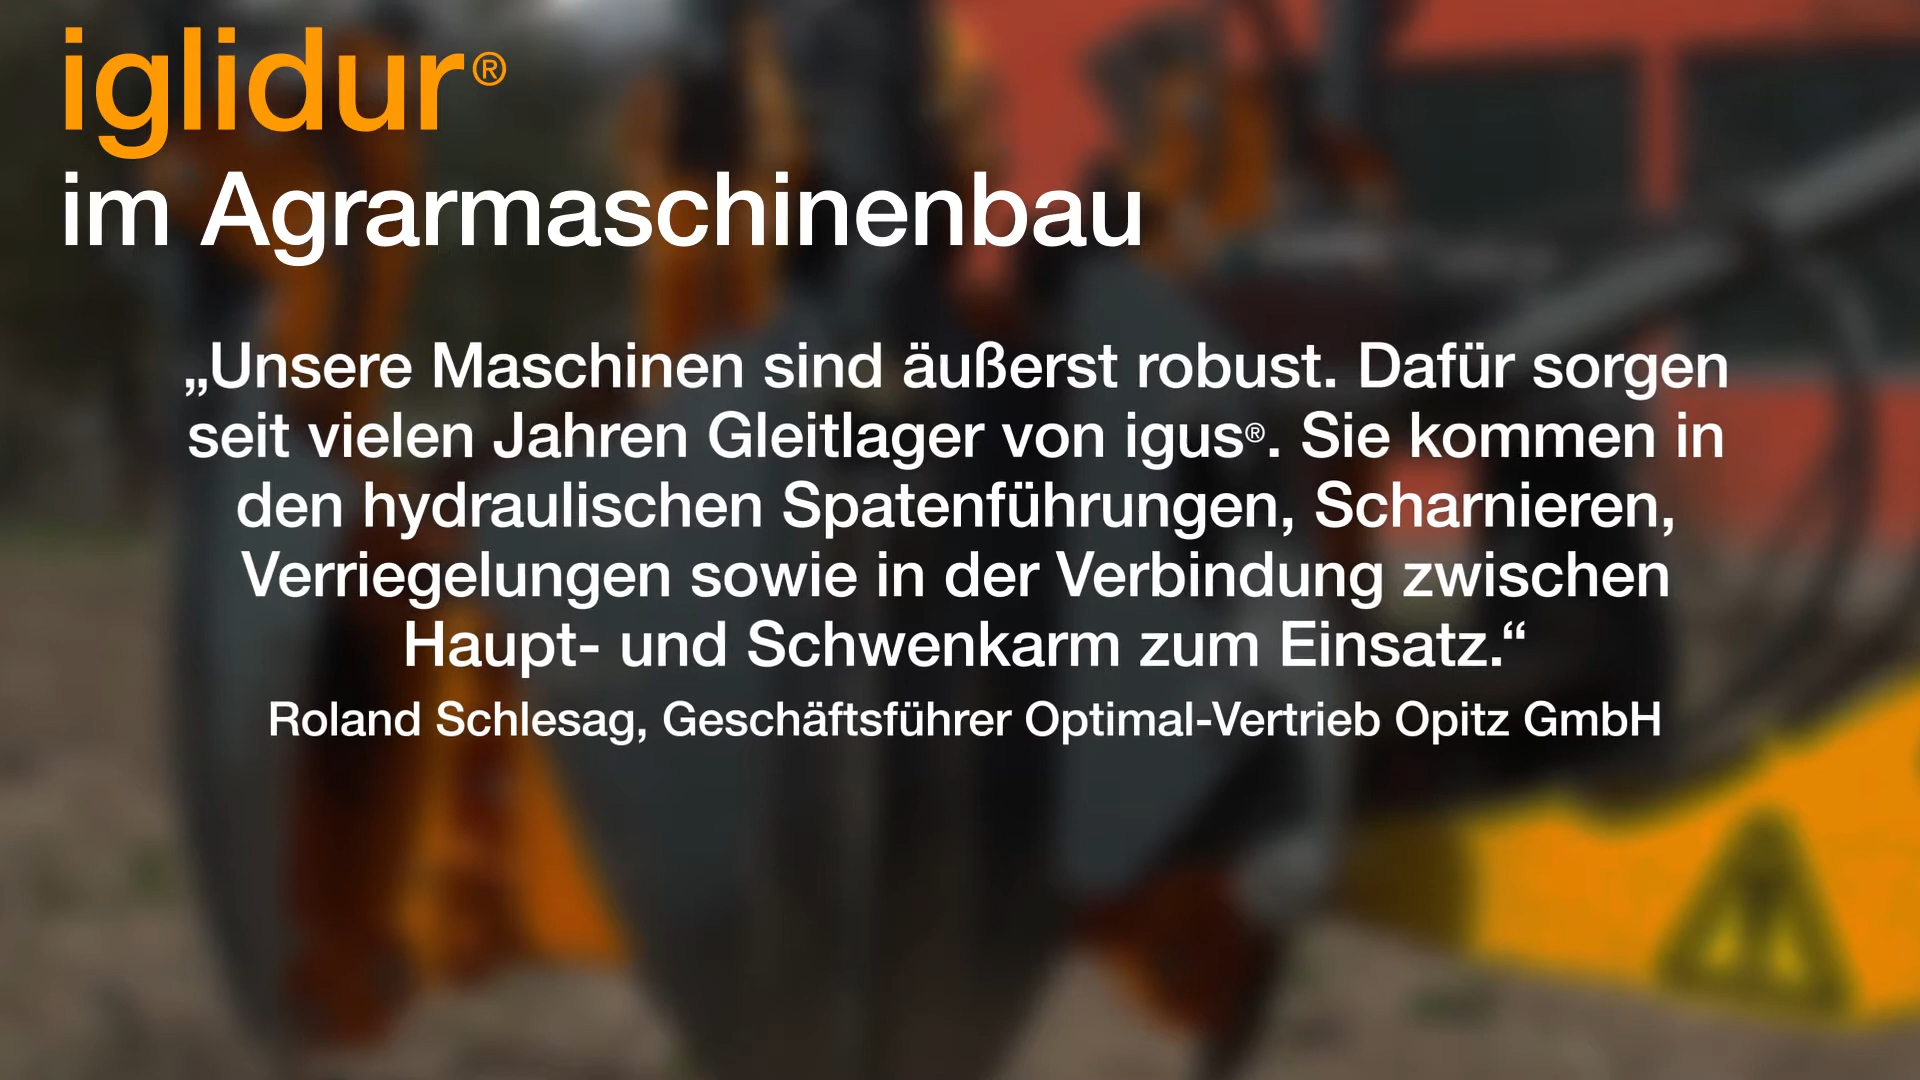 iglidur®
im Agrarmaschinenbau
„Unsere Maschinen sind äußerst robust. Dafür sorgen
seit vielen Jahren Gleitlager von igus®. Sie kommen in
den hydraulischen Spatenführungen, Scharnieren,
Verriegelungen sowie in der Verbindung zwischen
Haupt- und Schwenkarm zum Einsatz.“
Roland Schlesag, Geschäftsführer Optimal-Vertrieb Opitz GmbH